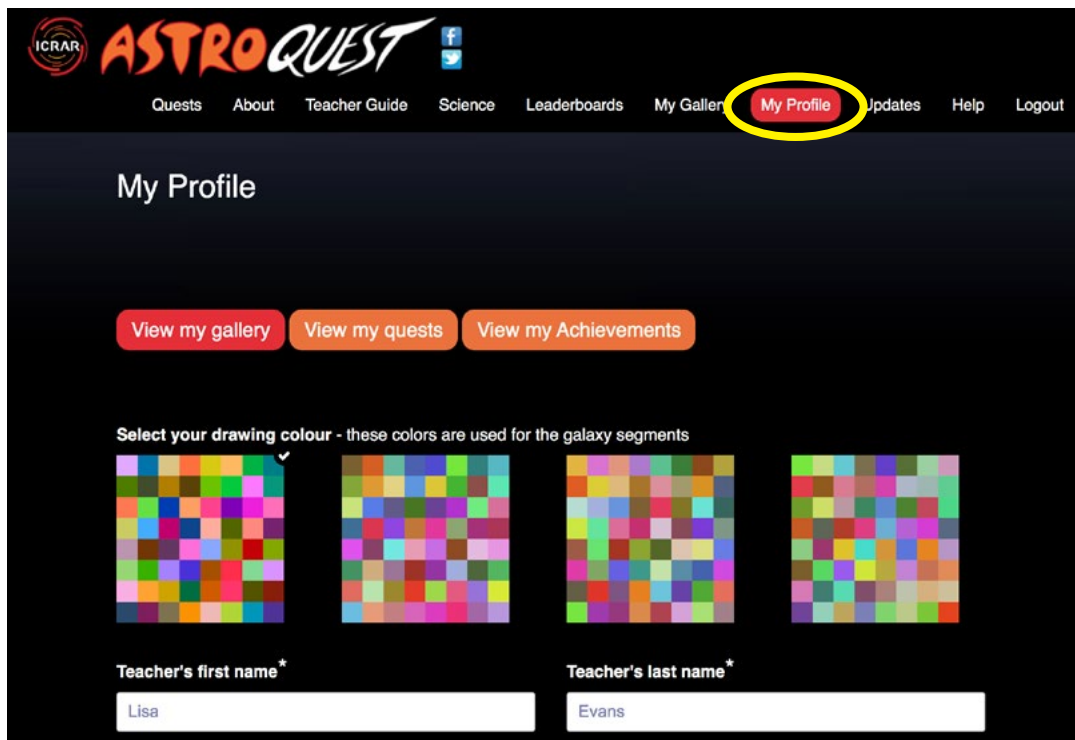 ICRAR ASTROQUEST f
Quests About Teacher Guide Science Leaderboards My Gallery My Profile Updates Help Logout
My Profile
View my gallery View my quests View my Achievements
Select your drawing colour - these colors are used for the galaxy segments
Teacher's first name* Teacher's last name*
Lisa Evans